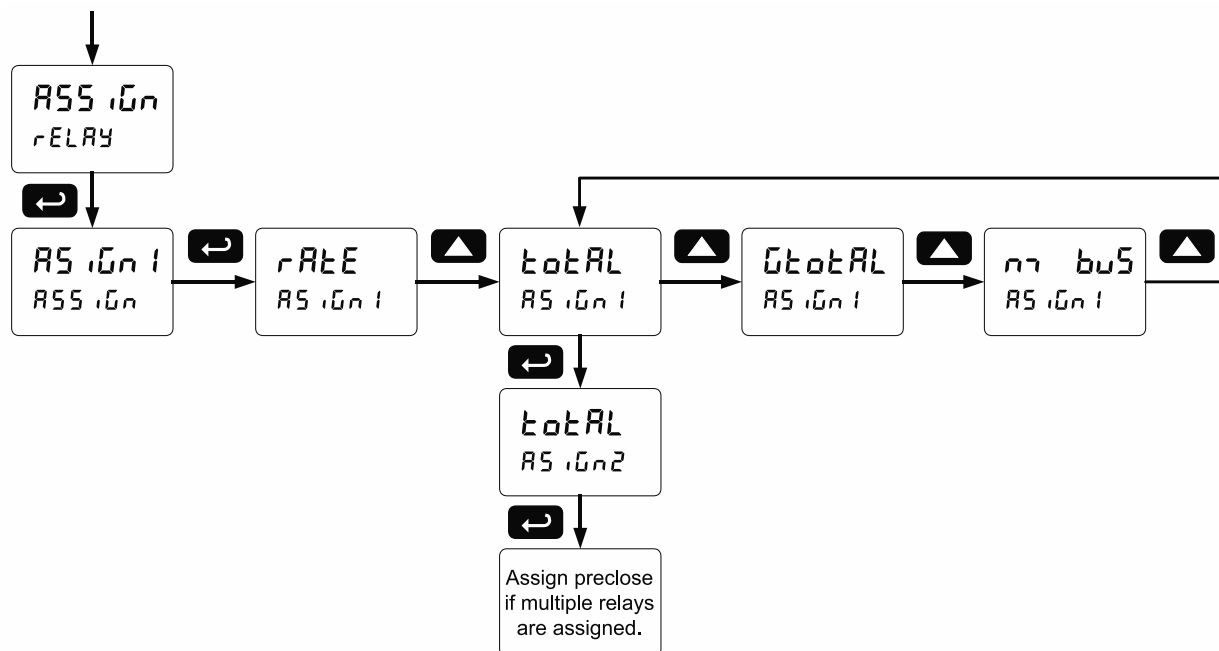 ASSiGn
rELAY
ASiGn1
ASSiGn
rAtE
ASiGn1
totAL
ASiGn1
GtotAL
ASiGn1
m buS
ASiGn1
totAL
ASiGn2
Assign preclose
if multiple relays
are assigned.